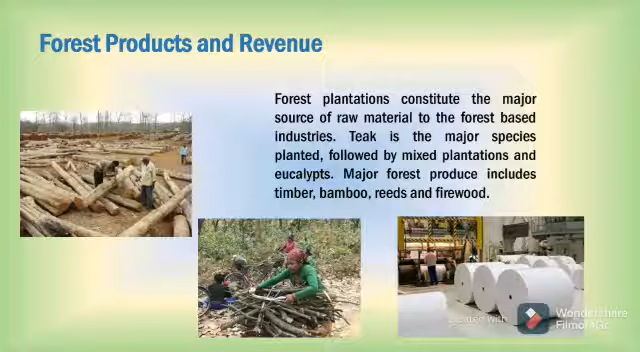 Forest Products and Revenue
Forest plantations constitute the major
source of raw material to the forest based
industries. Teak is the major species
planted, followed by mixed plantations and
eucalypts. Major forest produce includes
timber, bamboo, reeds and firewood.
Created with
Wondershare
Filmora